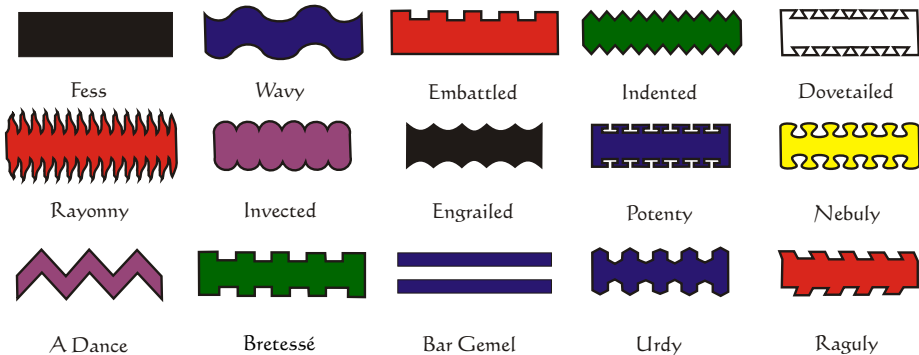 Fess
Wavy
Embattled
Indented
Dovetailed
Rayonny
Invected
Engrailed
Potenty
Nebuly
A Dance
Bretessé
Bar Gemel
Urdy
Raguly